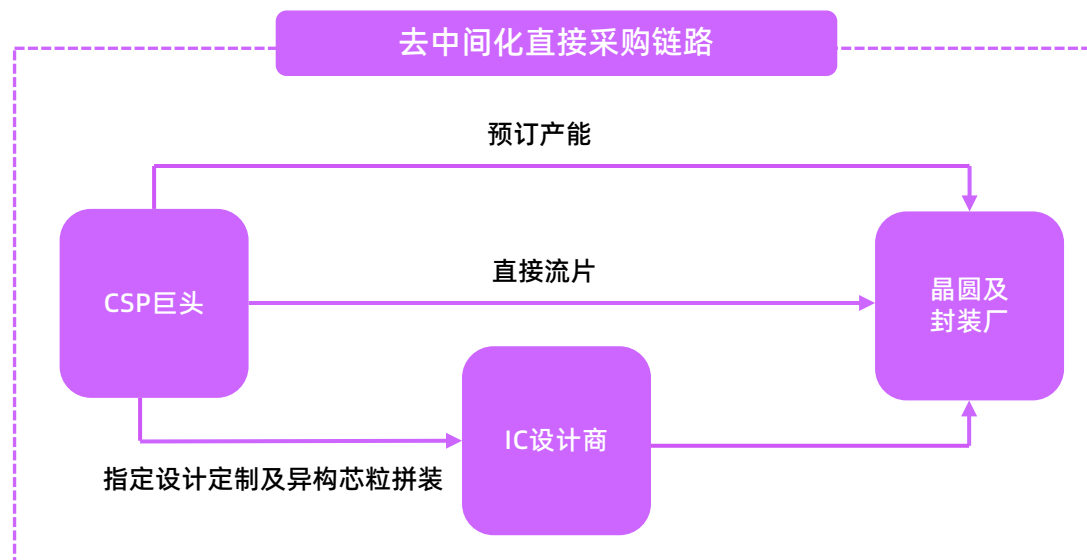 去中间化直接采购链路
预订产能
CSP巨头
直接流片
晶圆及
封装厂
IC设计商
指定设计定制及异构芯粒拼装